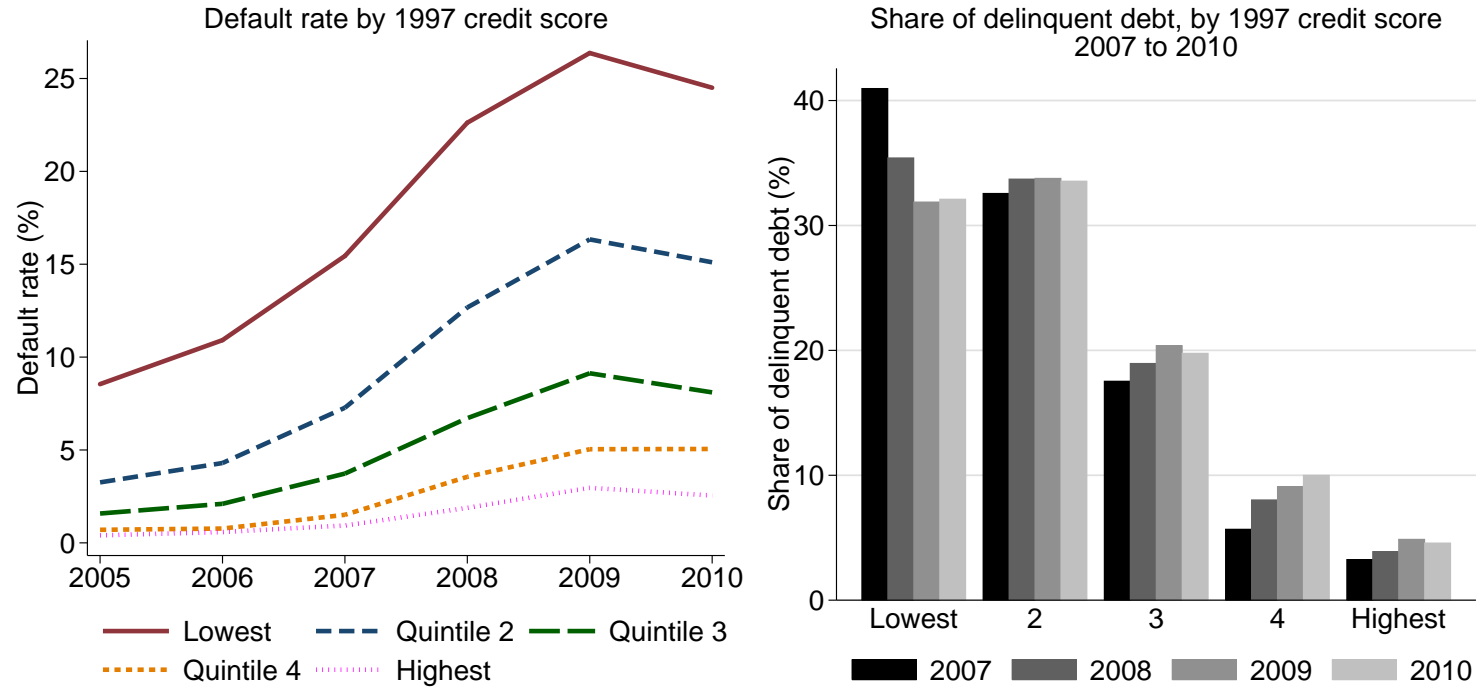 Default rate by 1997 credit score
Default rate (%)
25
20
15
10
5
0
2005 2006 2007 2008 2009 2010
Lowest Quintile 2 Quintile 3
Quintile 4 Highest
Share of delinquent debt, by 1997 credit score
2007 to 2010
Share of delinquent debt (%)
40
30
20
10
0
Lowest 2 3 4 Highest
2007 2008 2009 2010